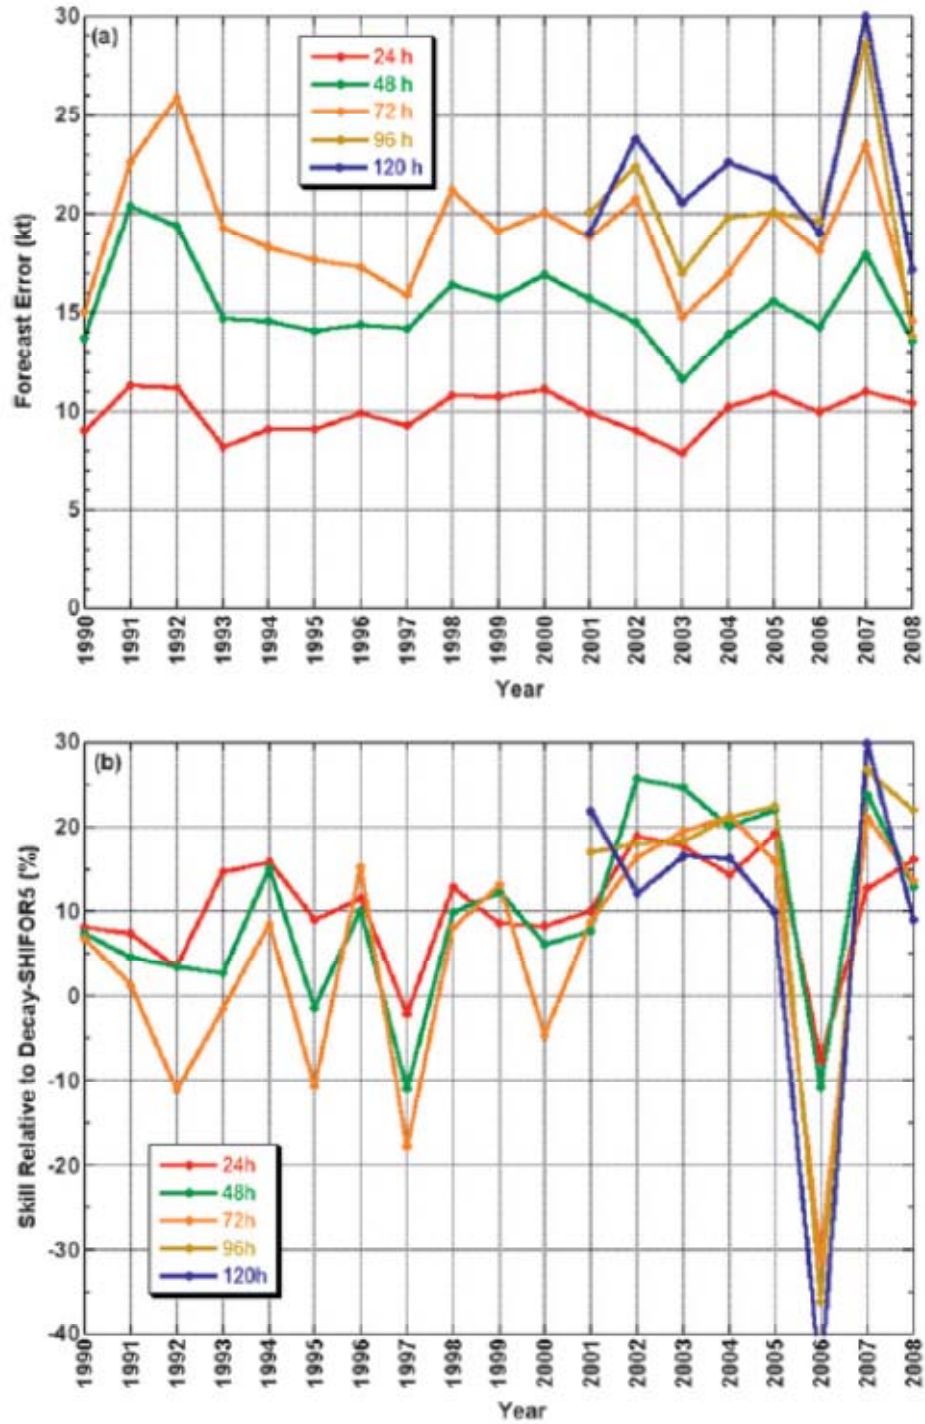 (a)
24 h
48 h
72 h
96 h
120 h
Forecast Error (kt)
30
25
20
15
10
5
0
1990 1991 1992 1993 1994 1995 1996 1997 1998 1999 2000 2001 2002 2003 2004 2005 2006 2007 2008
Year
(b)
Skill Relative to Decay-SHIFOR5 (%)
30
20
10
0
-10
-20
-30
-40
24h
48h
72h
96h
120h
1990 1991 1992 1993 1994 1995 1996 1997 1998 1999 2000 2001 2002 2003 2004 2005 2006 2007 2008
Year